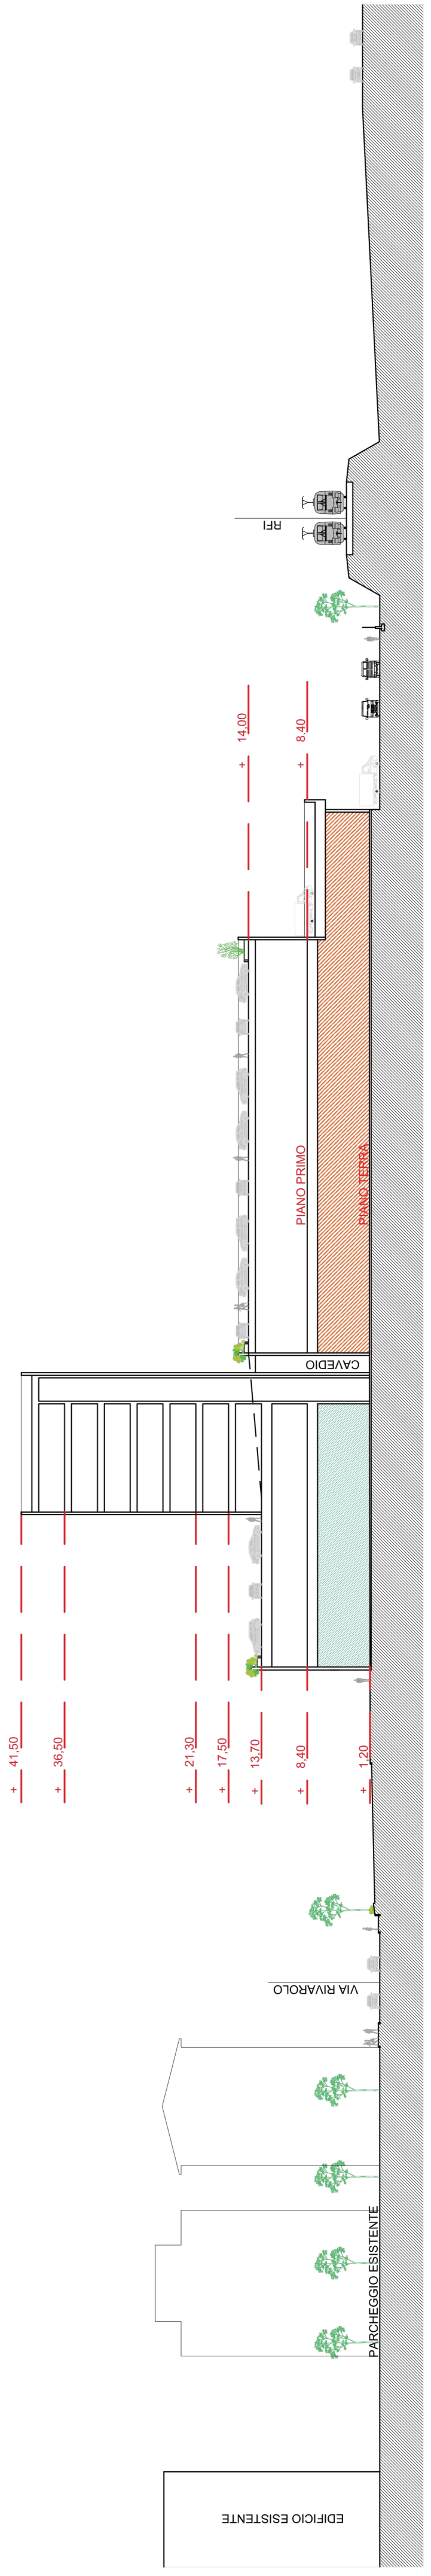 RFI
+ 14,00
+ 8.40
PIANO PRIMO
PIANO TERRA
CAVEDIO
+ 41,50
+ 36,50
+ 21,30
+ 17,50
+ 13,70
+ 8,40
+ 1,20
VIA RIVAROLO
PARCHEGGIO ESISTENTE
EDIFICIO ESISTENTE